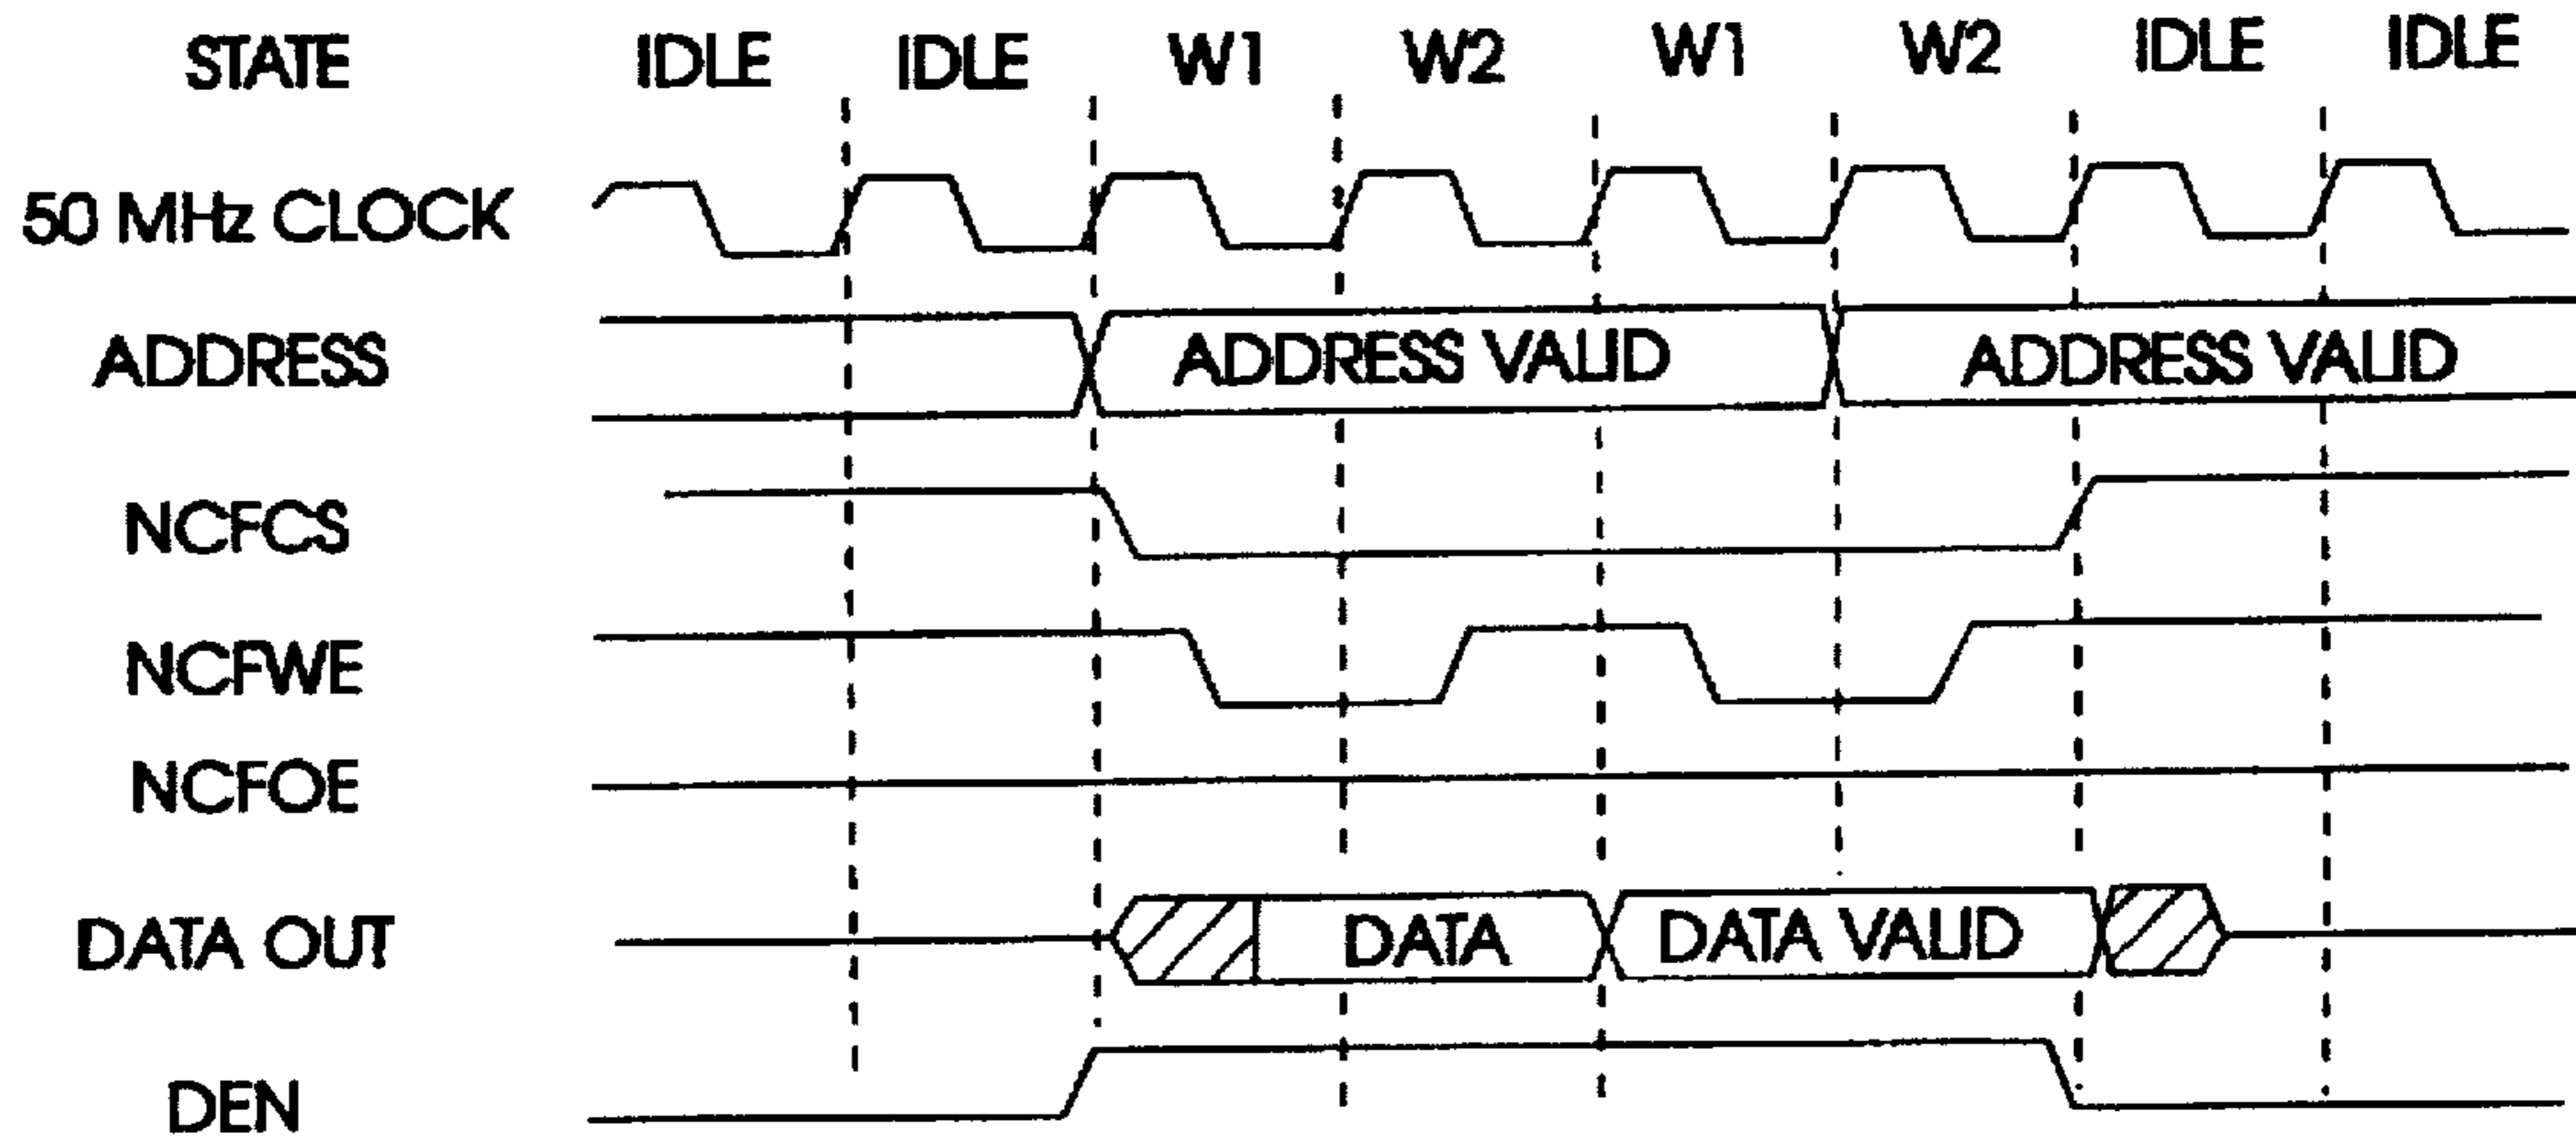 STATE IDLE IDLE W1 W2 W1 W2 IDLE IDLE
50 MHz CLOCK
ADDRESS ADDRESS VALID ADDRESS VALID
NCFCS
NCFWE
NCFOE
DATA OUT DATA DATA VALID
DEN